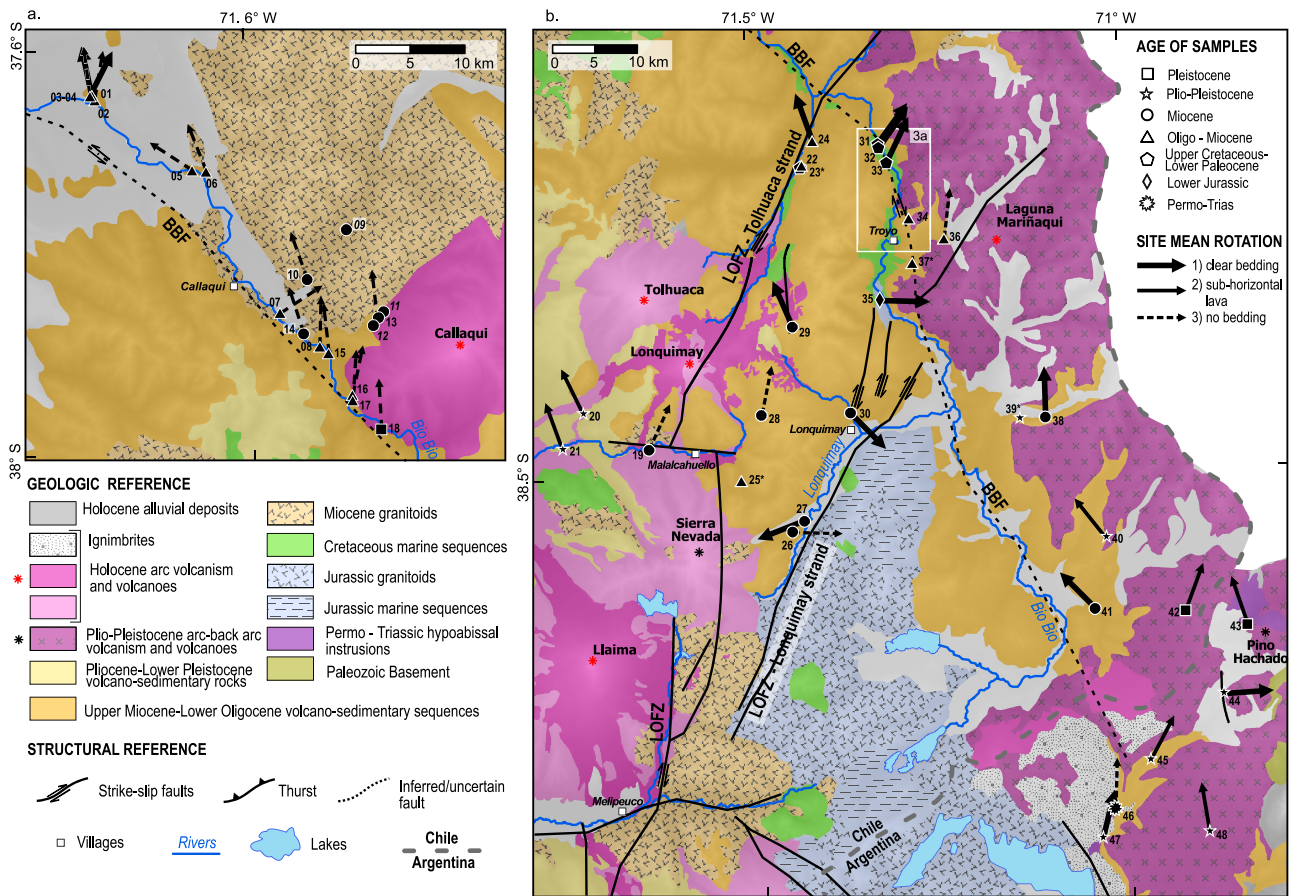 a.
71.6° W
37.6° S
38° S
0 5 10 km
03-04
01
02
05
06
BBF
09
10
Callaqui
07
14
08
15
11
13
12
Callaqui
16
17
18
Bio Bio
b.
71.5° W
71° W
38.5° S
0 5 10 km
BBF
24
22
23*
LOFZ -Tolhuaca strand
31
32
33
3a
34
Troyo
36
37*
Laguna
Mariñaqui
35
Tolhuaca
29
Lonquimay
20
21
19
28
30
Lonquimay
Malalcahuello
39*
38
25*
Lonquimay
27
26
Sierra
Nevada
BBF
40
41
42
43
Pino
Hachado
44
Llaima
LOFZ - Lonquimay strand
LOFZ
Bio Bio
45
46
47
48
Melipeuco
Chile
Argentina
AGE OF SAMPLES
Pleistocene
Plio-Pleistocene
Miocene
Oligo - Miocene
Upper Cretaceous-
Lower Paleocene
Lower Jurassic
Permo-Trias
SITE MEAN ROTATION
1) clear bedding
2) sub-horizontal
lava
3) no bedding
GEOLOGIC REFERENCE
Holocene alluvial deposits
Ignimbrites
Holocene arc volcanism
and volcanoes
Plio-Pleistocene arc-back arc
volcanism and volcanoes
Pliocene-Lower Pleistocene
volcano-sedimentary rocks
Upper Miocene-Lower Oligocene volcano-sedimentary sequences
Miocene granitoids
Cretaceous marine sequences
Jurassic granitoids
Jurassic marine sequences
Permo - Triassic hypoabissal
instrusions
Paleozoic Basement
STRUCTURAL REFERENCE
Strike-slip faults
Thurst
Inferred/uncertain
fault
Villages
Rivers
Lakes
Chile
Argentina